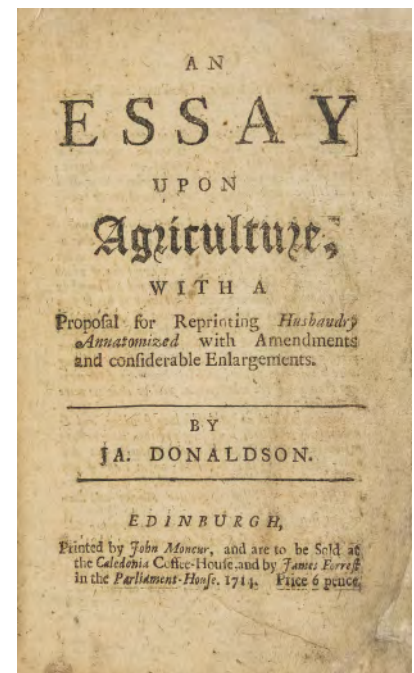 AN
ESSAY
UPON
Agriculture,
WITH A
Propoſal for Reprinting Husbaudry
Annatomized with Amendments
and conſiderable Enlargements.
BY
JA. DONALDSON.
EDINBURGH,
Printed by John Moncur, and are to be Sold at
the Caledonia Coffee-Houſe, and by James Forreſt
in the Parliament-Houſe. 1714. Price 6 pence.